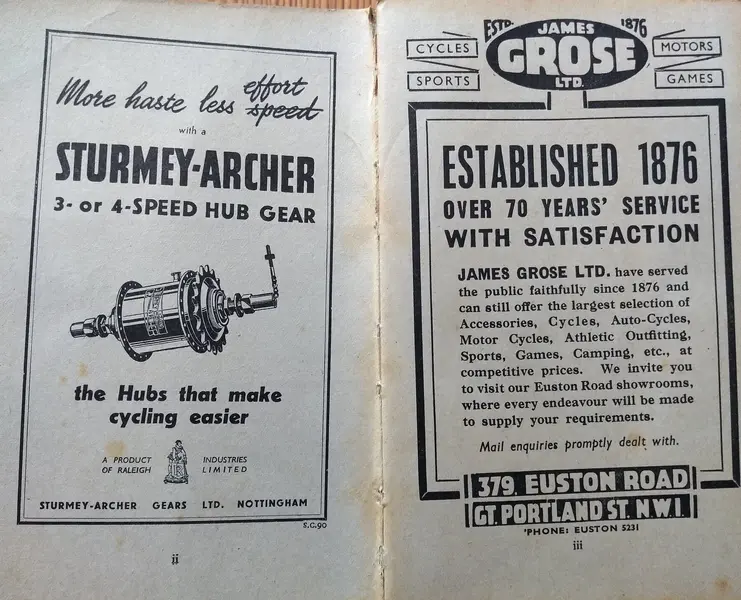 More haste less effort speed
with a
STURMEY-ARCHER
3- or 4-SPEED HUB GEAR
the Hubs that make
cycling easier
A PRODUCT OF RALEIGH
INDUSTRIES LIMITED
STURMEY-ARCHER GEARS LTD. NOTTINGHAM
S.C.90
ii
ESTD. 1876
JAMES
GROSE
LTD.
CYCLES
SPORTS
MOTORS
GAMES
ESTABLISHED 1876
OVER 70 YEARS' SERVICE
WITH SATISFACTION
JAMES GROSE LTD. have served
the public faithfully since 1876 and
can still offer the largest selection of
Accessories, Cycles, Auto-Cycles,
Motor Cycles, Athletic Outfitting,
Sports, Games, Camping, etc., at
competitive prices. We invite you
to visit our Euston Road showrooms,
where every endeavour will be made
to supply your requirements.
Mail enquiries promptly dealt with.
379, EUSTON ROAD
GT. PORTLAND ST. N.W.1.
'PHONE: EUSTON 5231
iii